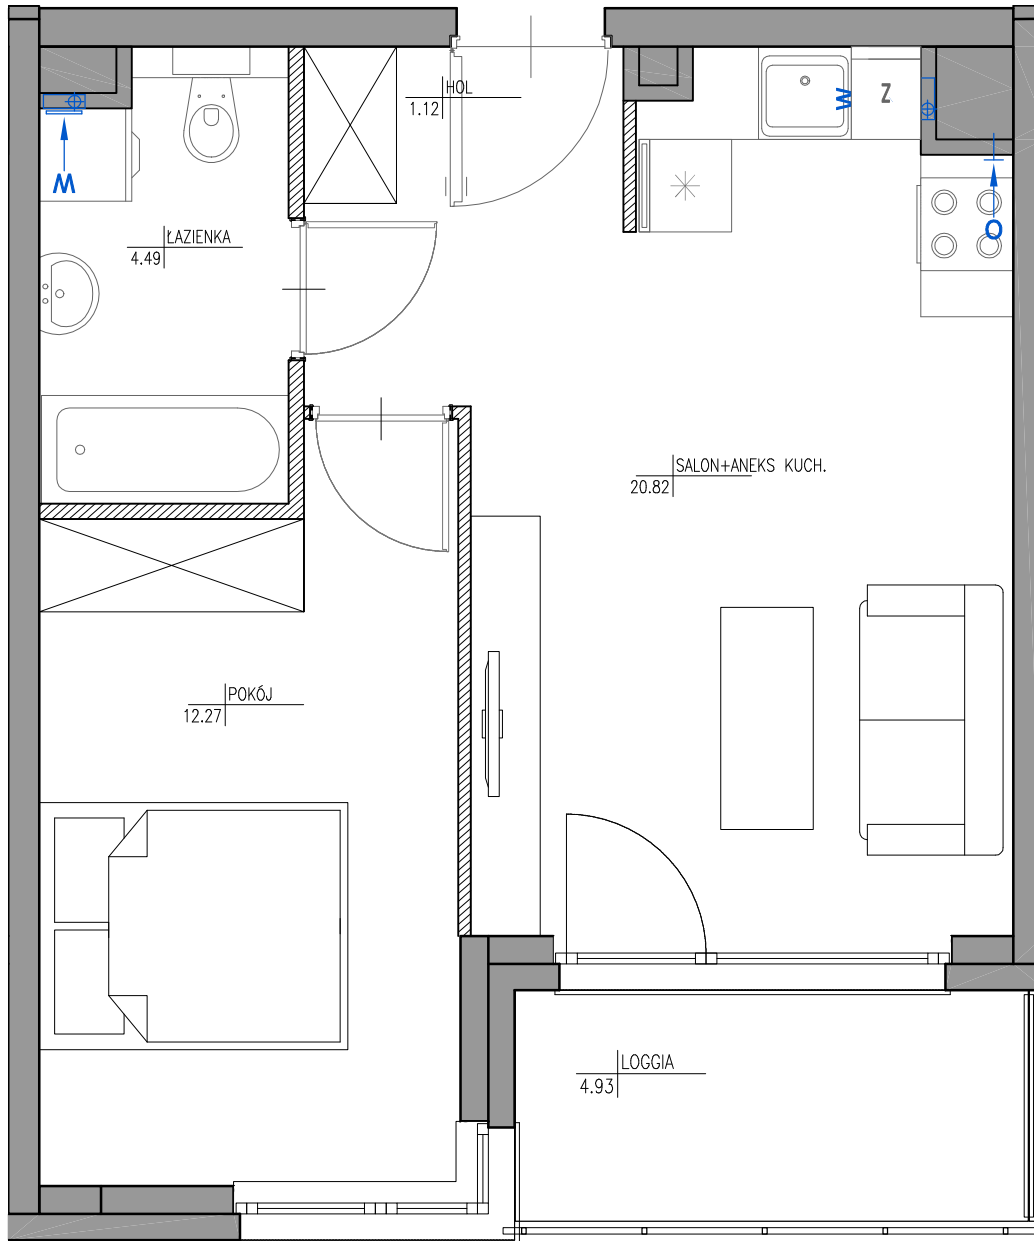 HOL
1.12
W
Z
W
ŁAZIENKA
4.49
O
SALON+ANEKS KUCH.
20.82
POKÓJ
12.27
LOGGIA
4.93